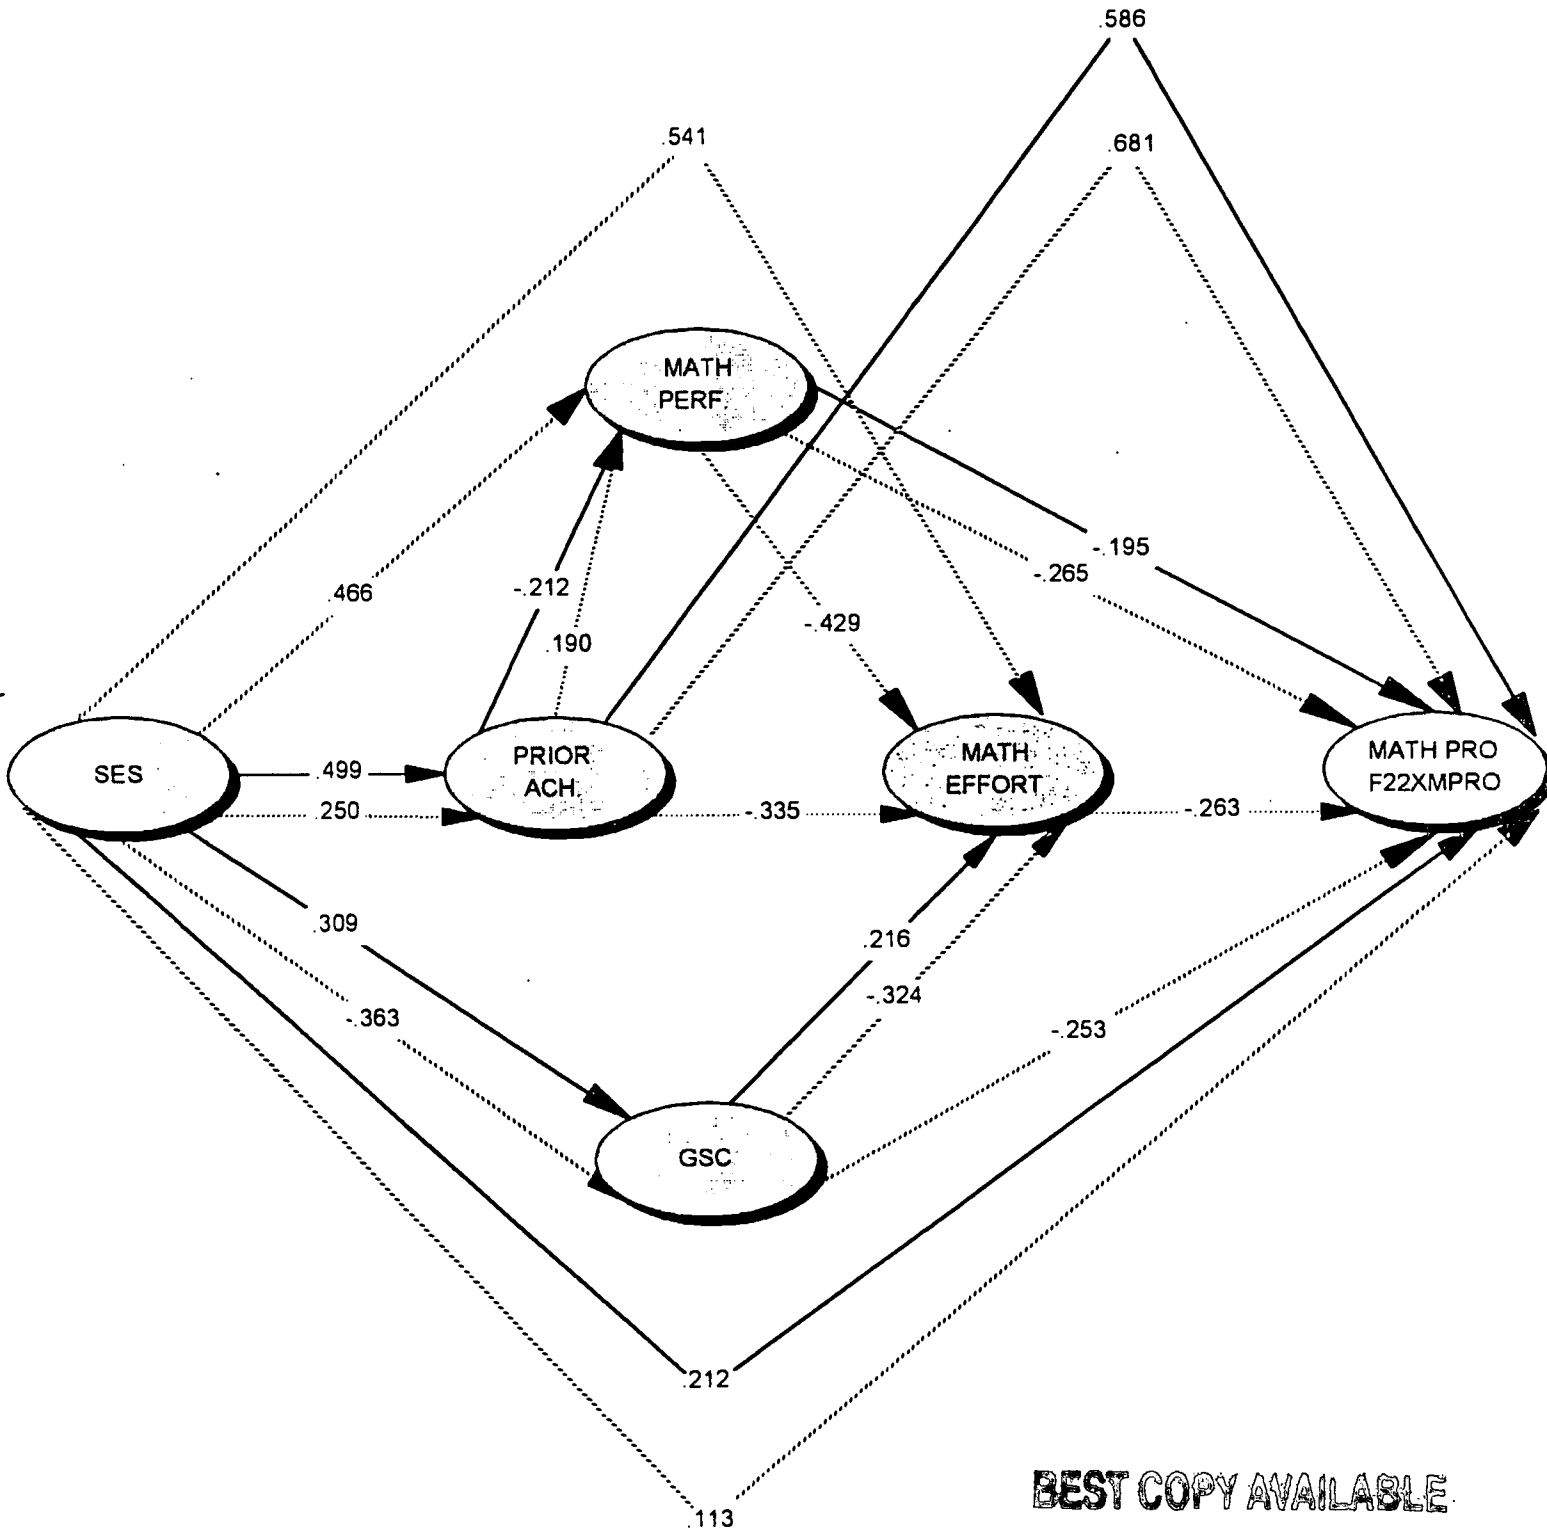 .586
.541
.681
MATH
PERF.
-.195
-.265
.466
-.212
-.429
.190
SES
PRIOR
ACH.
MATH
EFFORT
MATH PRO
F22XMPRO
.499
.250
-.335
-.263
.309
.216
-.324
-.363
-.253
GSC
.212
.113
BEST COPY AVAILABLE